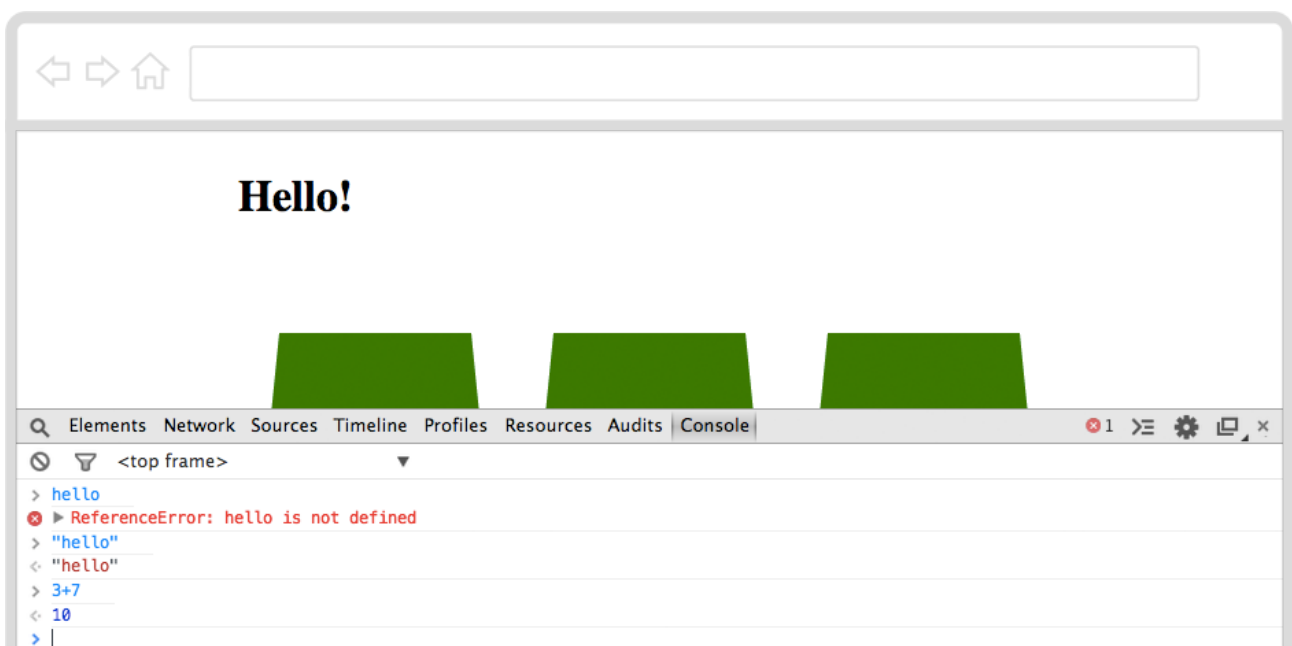 Hello!
Elements Network Sources Timeline Profiles Resources Audits Console 1
<top frame>
hello
ReferenceError: hello is not defined
"hello"
"hello"
3+7
10